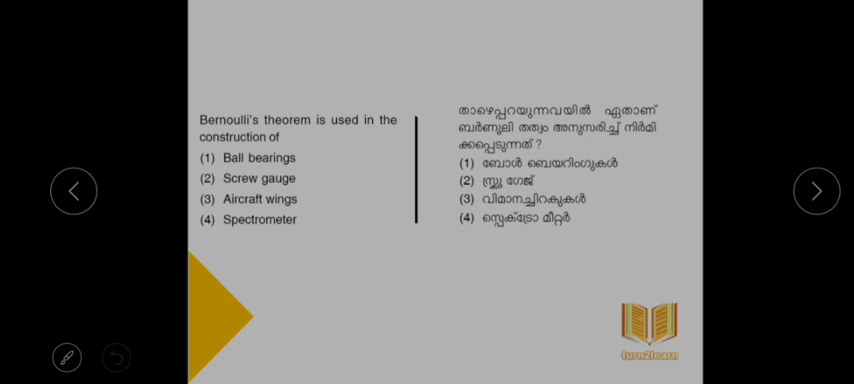 Bernoulli's theorem is used in the
construction of
(1) Ball bearings
(2) Screw gauge
(3) Aircraft wings
(4) Spectrometer
താഴെപ്പറയുന്നവയിൽ ഏതാണ്
ബർണൂലി തത്വം അനുസരിച്ച് നിർമി
ക്കപ്പെടുന്നത് ?
(1) ബോൾ ബെയറിംഗുകൾ
(2) സ്ക്രൂ ഗേജ്
(3) വിമാനച്ചിറകുകൾ
(4) സ്പെക്ട്രോ മീറ്റർ
turn2learn